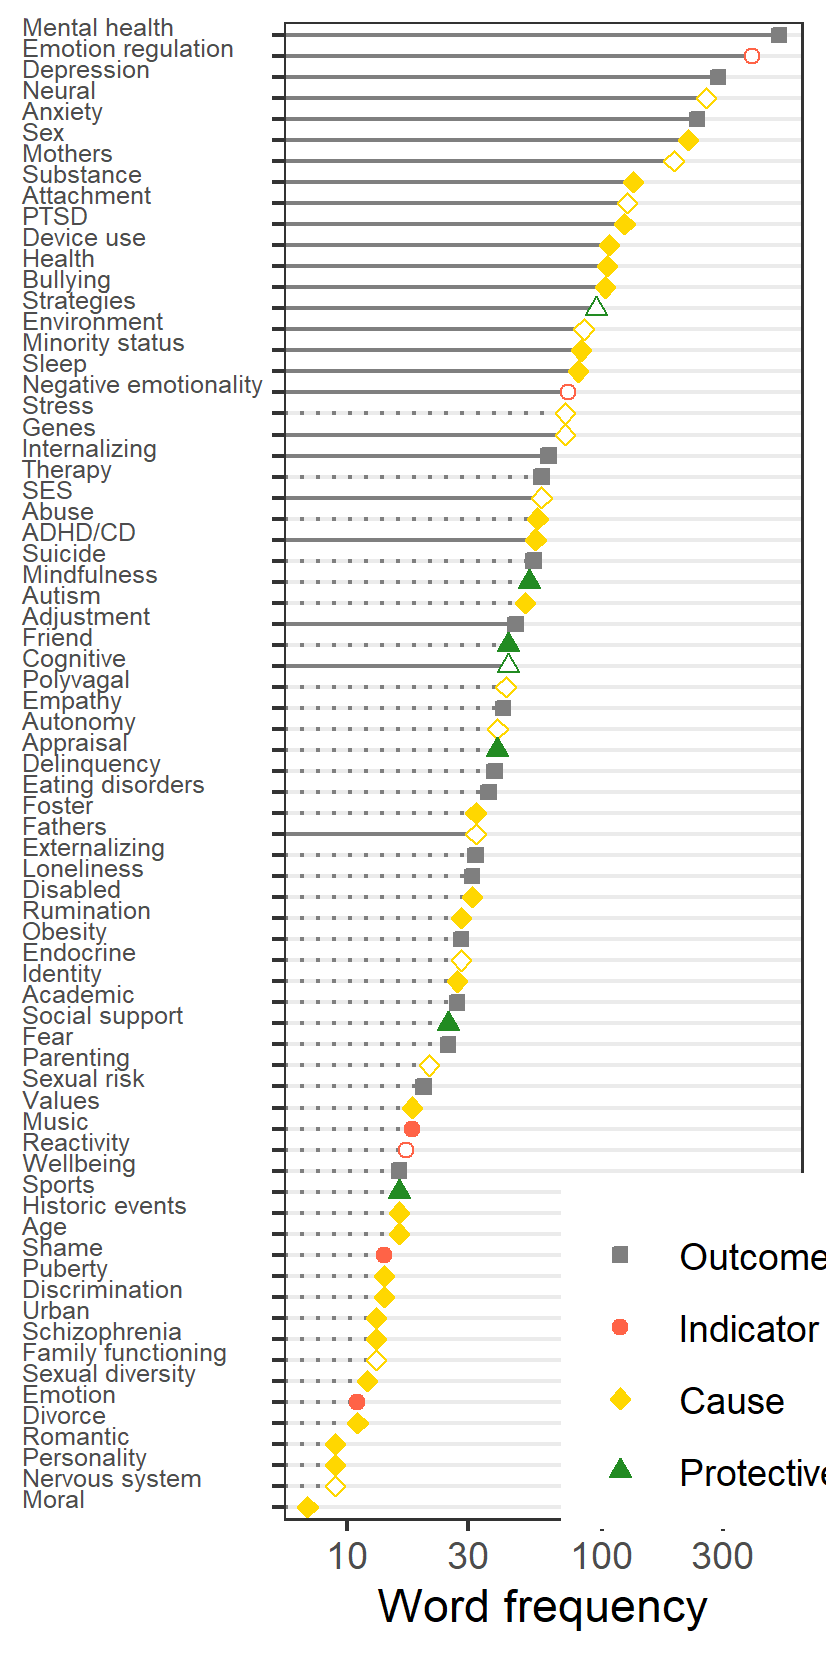 Mental health
Emotion regulation
Depression
Neural
Anxiety
Sex
Mothers
Substance
Attachment
PTSD
Device use
Health
Bullying
Strategies
Environment
Minority status
Sleep
Negative emotionality
Stress
Genes
Internalizing
Therapy
SES
Abuse
ADHD/CD
Suicide
Mindfulness
Autism
Adjustment
Friend
Cognitive
Polyvagal
Empathy
Autonomy
Appraisal
Delinquency
Eating disorders
Foster
Fathers
Externalizing
Loneliness
Disabled
Rumination
Obesity
Endocrine
Identity
Academic
Social support
Fear
Parenting
Sexual risk
Values
Music
Reactivity
Wellbeing
Sports
Historic events
Age
Shame
Puberty
Discrimination
Urban
Schizophrenia
Family functioning
Sexual diversity
Emotion
Divorce
Romantic
Personality
Nervous system
Moral
Outcome
Indicator
Cause
Protective
10 30 100 300
Word frequency